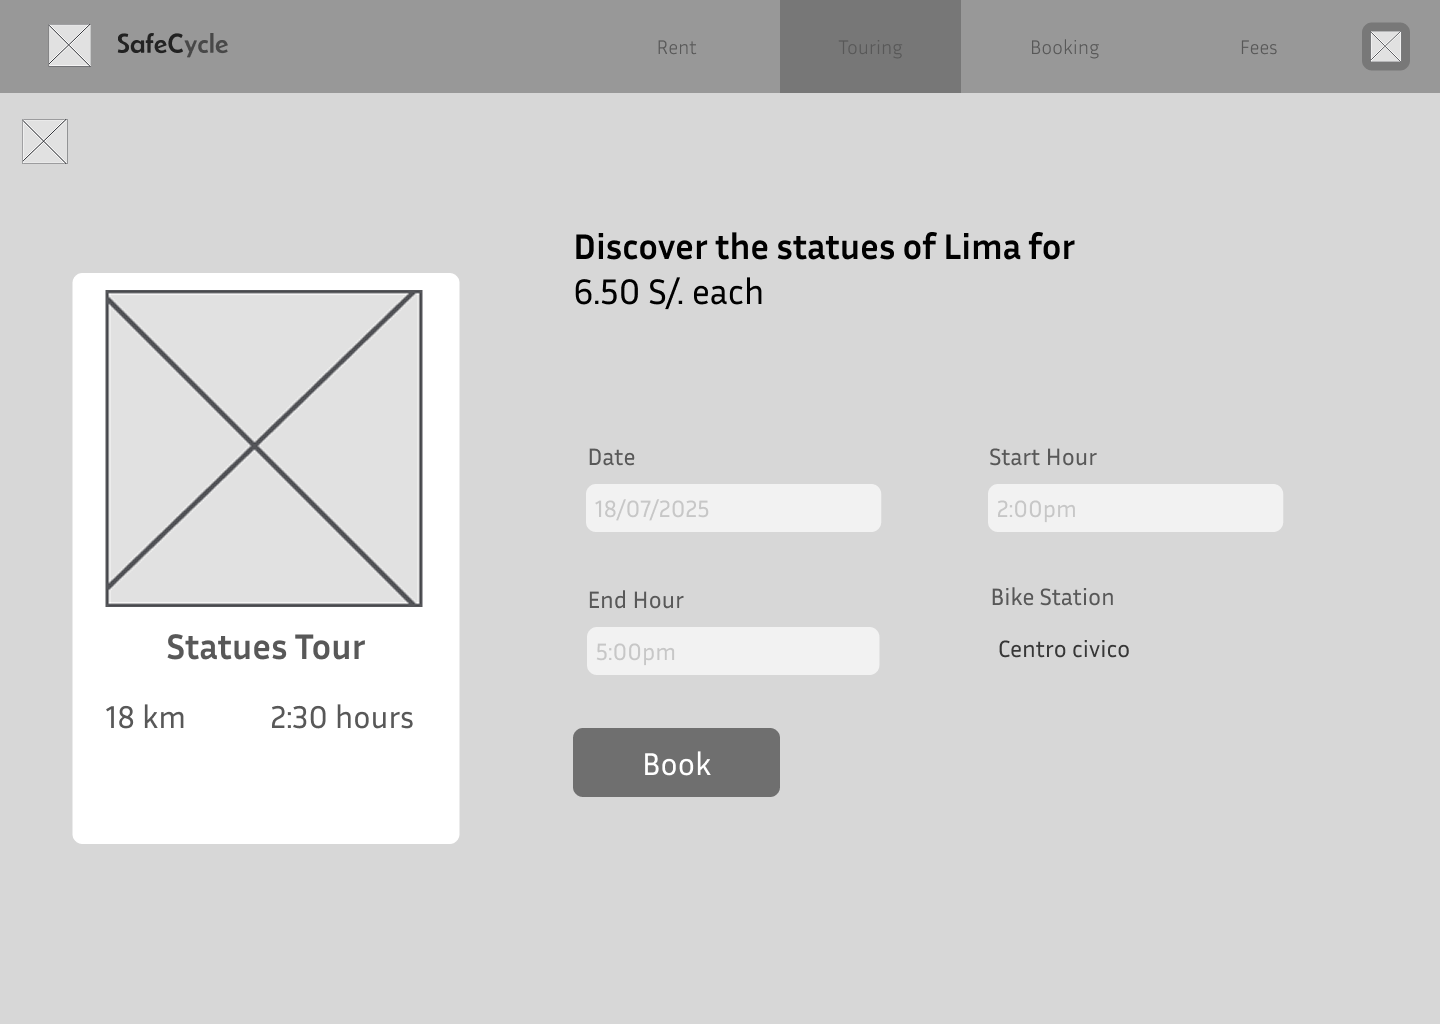 SafeCycle
Rent
Touring
Booking
Fees
Discover the statues of Lima for
6.50 S/. each
Statues Tour
18 km
2:30 hours
Date
18/07/2025
Start Hour
2:00pm
End Hour
5:00pm
Bike Station
Centro civico
Book